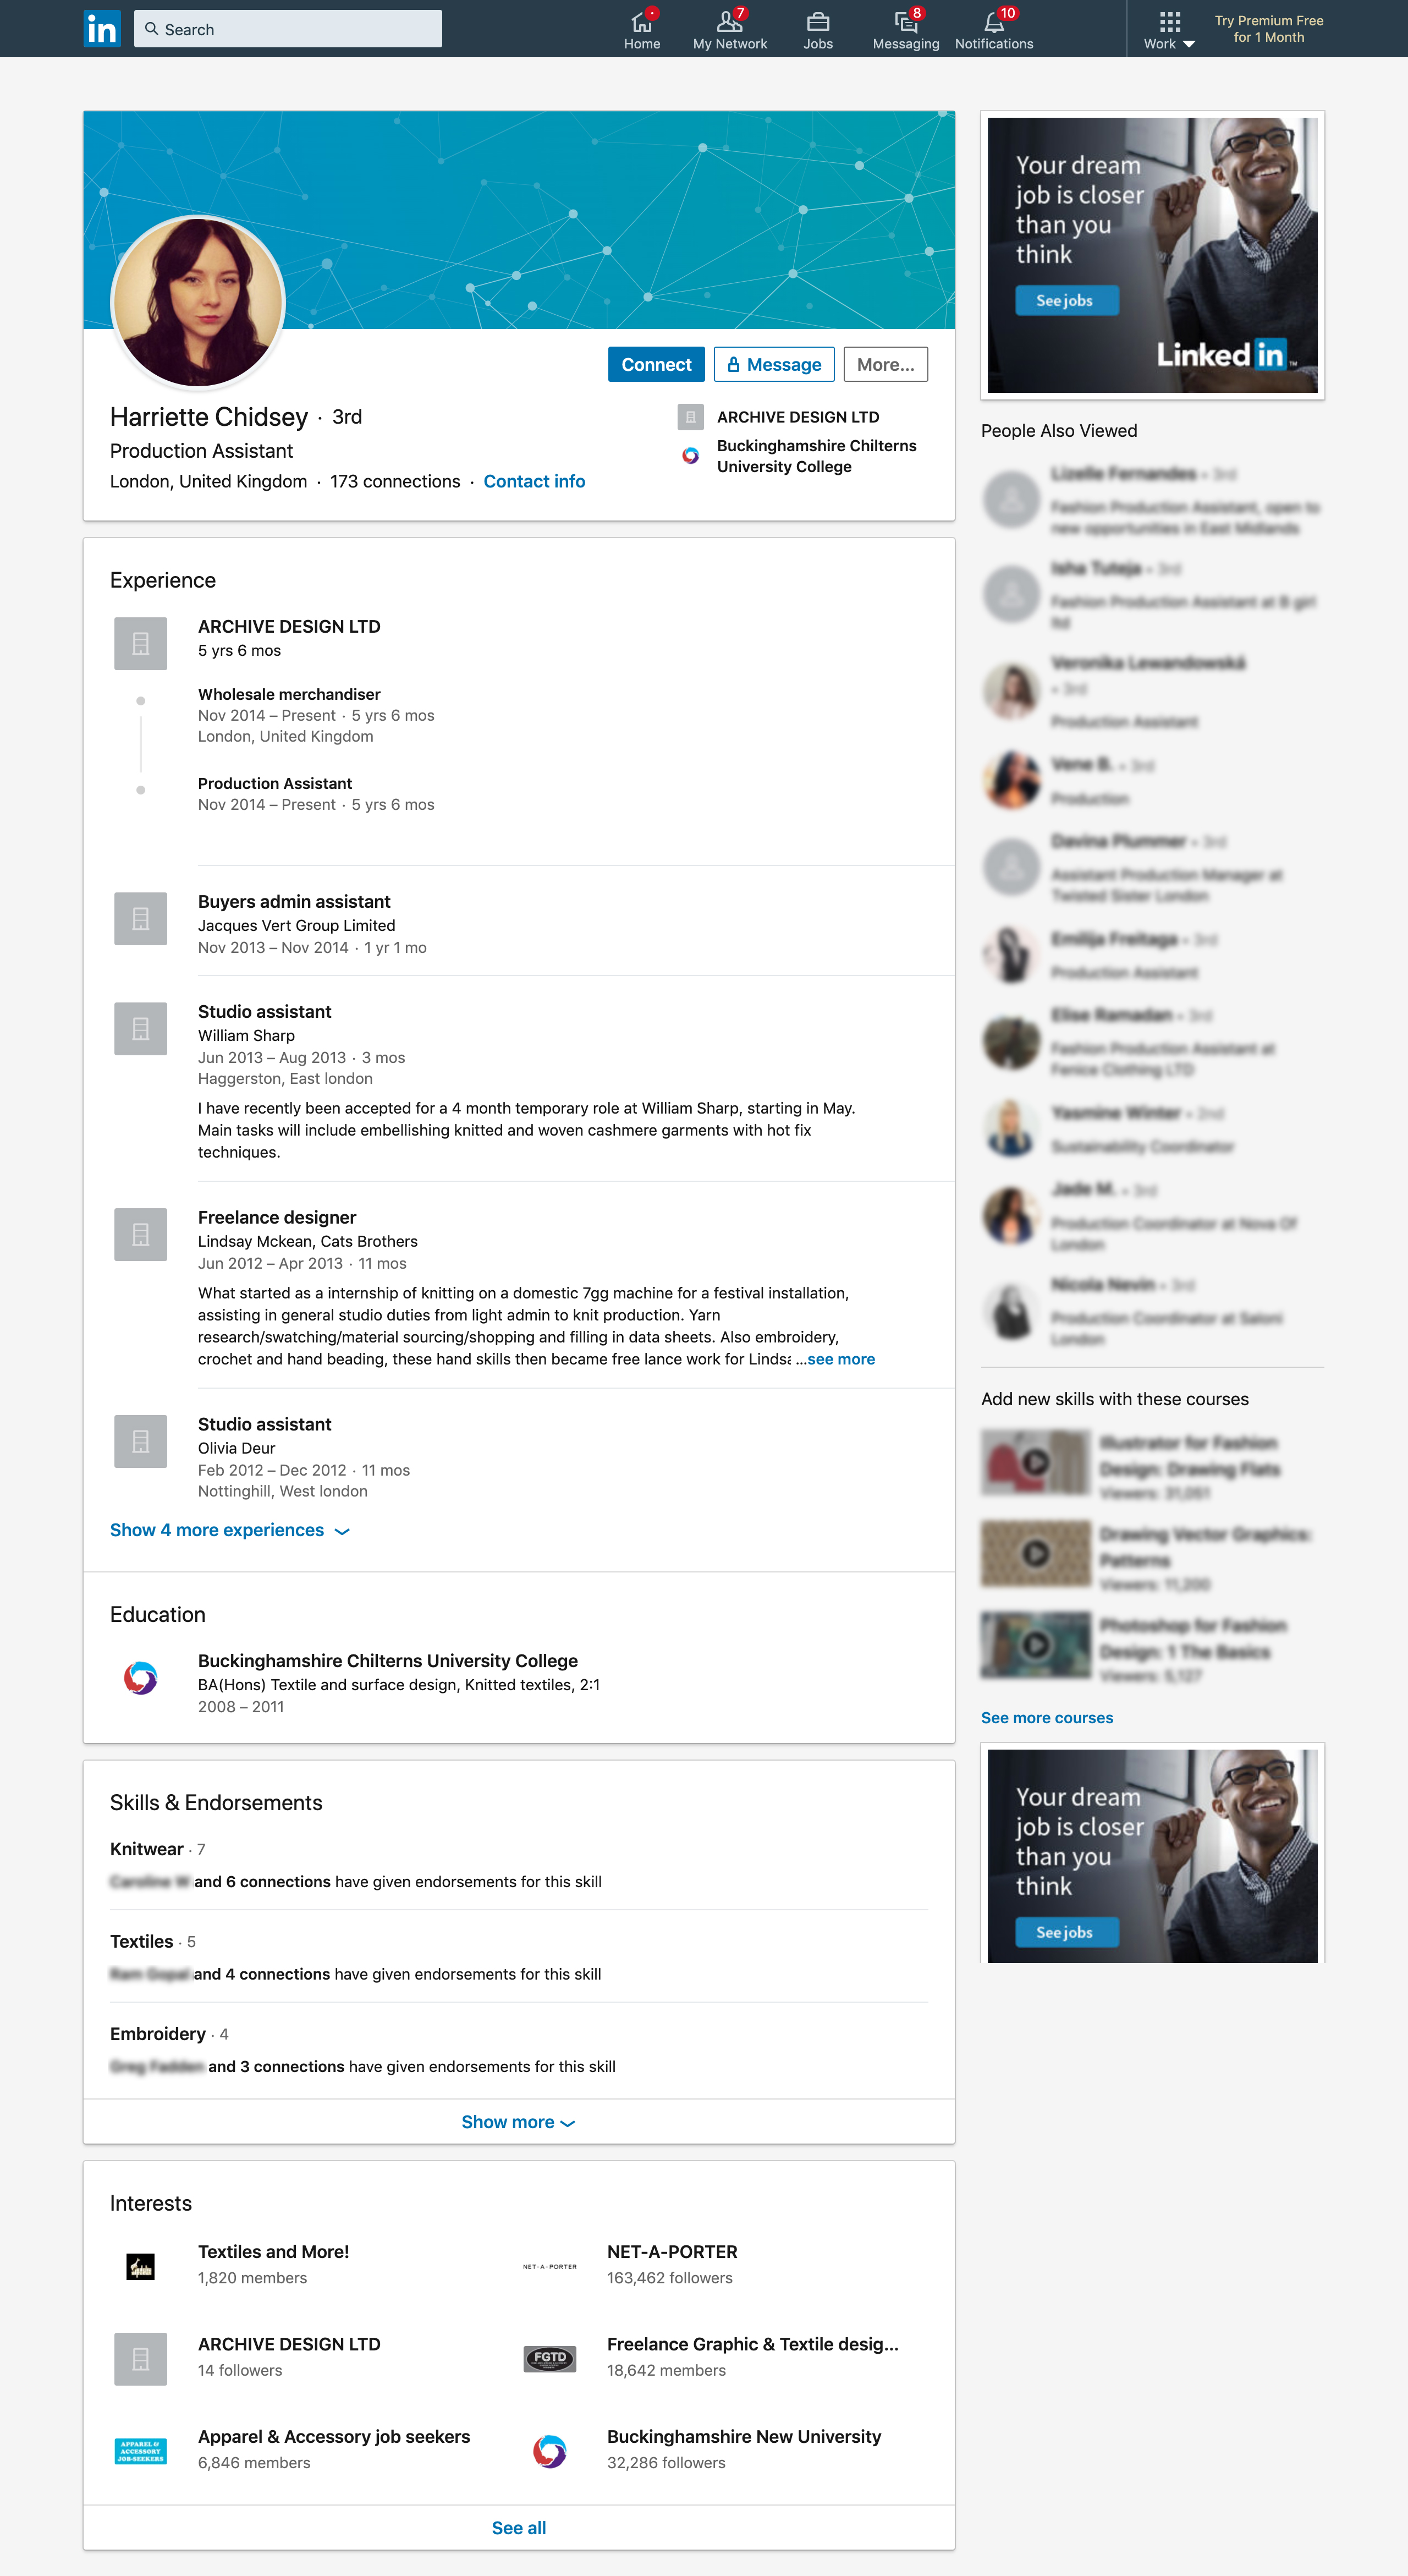 in
Search
Home
7
My Network
Jobs
8
Messaging
10
Notifications
Work
Try Premium Free
for 1 Month
Connect
Message
More...
Harriette Chidsey · 3rd
Production Assistant
London, United Kingdom · 173 connections · Contact info
ARCHIVE DESIGN LTD
Buckinghamshire Chilterns
University College
Experience
ARCHIVE DESIGN LTD
5 yrs 6 mos
Wholesale merchandiser
Nov 2014 – Present · 5 yrs 6 mos
London, United Kingdom
Production Assistant
Nov 2014 – Present · 5 yrs 6 mos
Buyers admin assistant
Jacques Vert Group Limited
Nov 2013 – Nov 2014 · 1 yr 1 mo
Studio assistant
William Sharp
Jun 2013 – Aug 2013 · 3 mos
Haggerston, East london
I have recently been accepted for a 4 month temporary role at William Sharp, starting in May.
Main tasks will include embellishing knitted and woven cashmere garments with hot fix
techniques.
Freelance designer
Lindsay Mckean, Cats Brothers
Jun 2012 – Apr 2013 · 11 mos
What started as a internship of knitting on a domestic 7gg machine for a festival installation,
assisting in general studio duties from light admin to knit production. Yarn
research/swatching/material sourcing/shopping and filling in data sheets. Also embroidery,
crochet and hand beading, these hand skills then became free lance work for Lindsa ...see more
Studio assistant
Olivia Deur
Feb 2012 – Dec 2012 · 11 mos
Nottinghill, West london
Show 4 more experiences
Education
Buckinghamshire Chilterns University College
BA(Hons) Textile and surface design, Knitted textiles, 2:1
2008 – 2011
Skills & Endorsements
Knitwear · 7
and 6 connections have given endorsements for this skill
Textiles · 5
and 4 connections have given endorsements for this skill
Embroidery · 4
and 3 connections have given endorsements for this skill
Show more
Interests
Textiles and More!
1,820 members
NET-A-PORTER
NET-A-PORTER
163,462 followers
ARCHIVE DESIGN LTD
14 followers
FGTD
Freelance Graphic & Textile desig...
18,642 members
APPAREL &
ACCESSORY
JOB-SEEKERS
Apparel & Accessory job seekers
6,846 members
Buckinghamshire New University
32,286 followers
See all
Your dream
job is closer
than you
think
See jobs
Linked in ™
People Also Viewed
Add new skills with these courses
See more courses
Your dream
job is closer
than you
think
See jobs